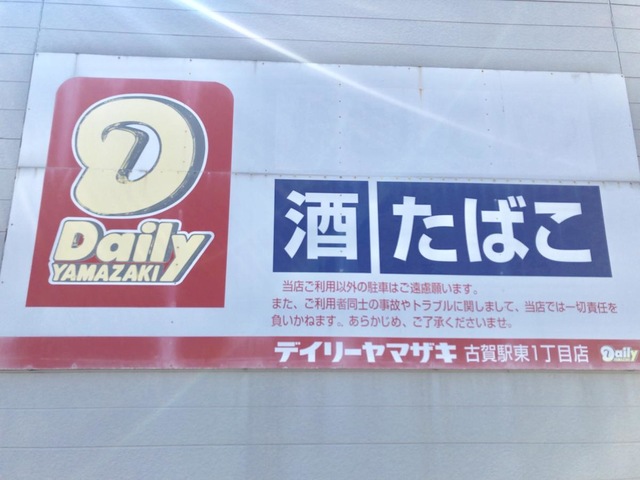 D
Daily
YAMAZAKI
酒 たばこ
当店ご利用以外の駐車はご遠慮願います。
また、ご利用者同士の事故やトラブルに関しまして、当店では一切責任を
負いかねます。あらかじめ、ご了承くださいませ。
デイリーヤマザキ 古賀駅東1丁目店 Daily